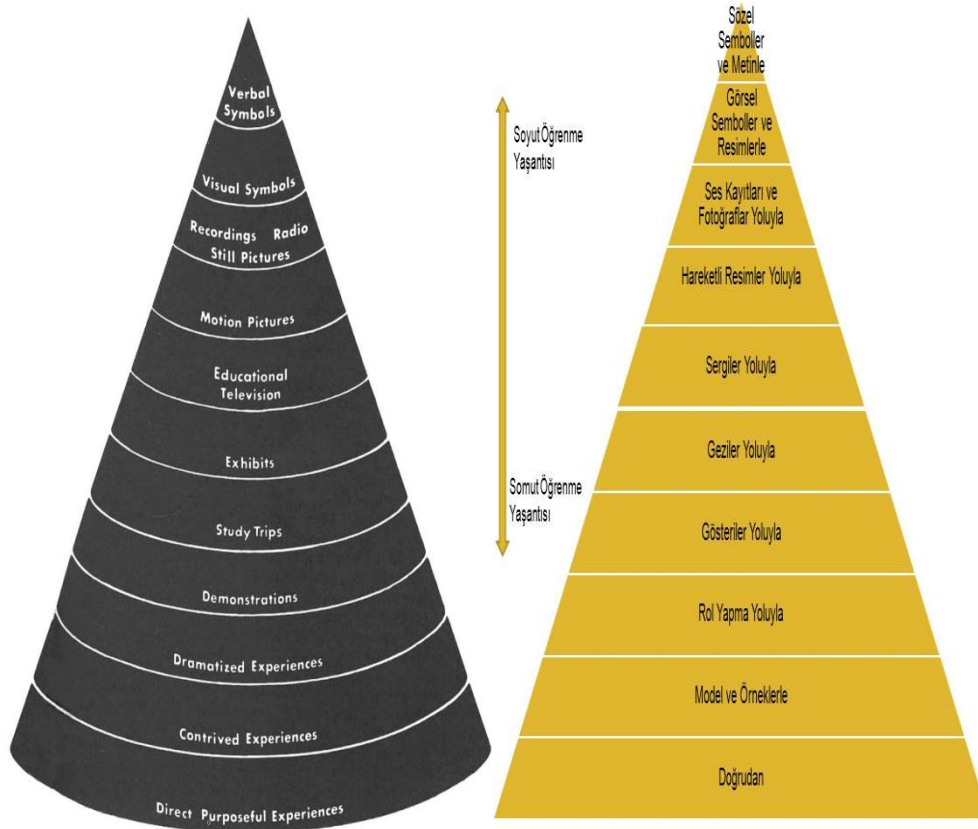 Verbal
Symbols
Visual Symbols
Recordings Radio
Still Pictures
Motion Pictures
Educational
Television
Exhibits
Study Trips
Demonstrations
Dramatized Experiences
Contrived Experiences
Direct Purposeful Experiences
Soyut Öğrenme
Yaşantısı
Somut Öğrenme
Yaşantısı
Sözel
Semboller
ve Metinle
Görsel
Semboller ve
Resimlerle
Ses Kayıtları ve
Fotoğraflar Yoluyla
Hareketli Resimler Yoluyla
Sergiler Yoluyla
Geziler Yoluyla
Gösteriler Yoluyla
Rol Yapma Yoluyla
Model ve Örneklerle
Doğrudan